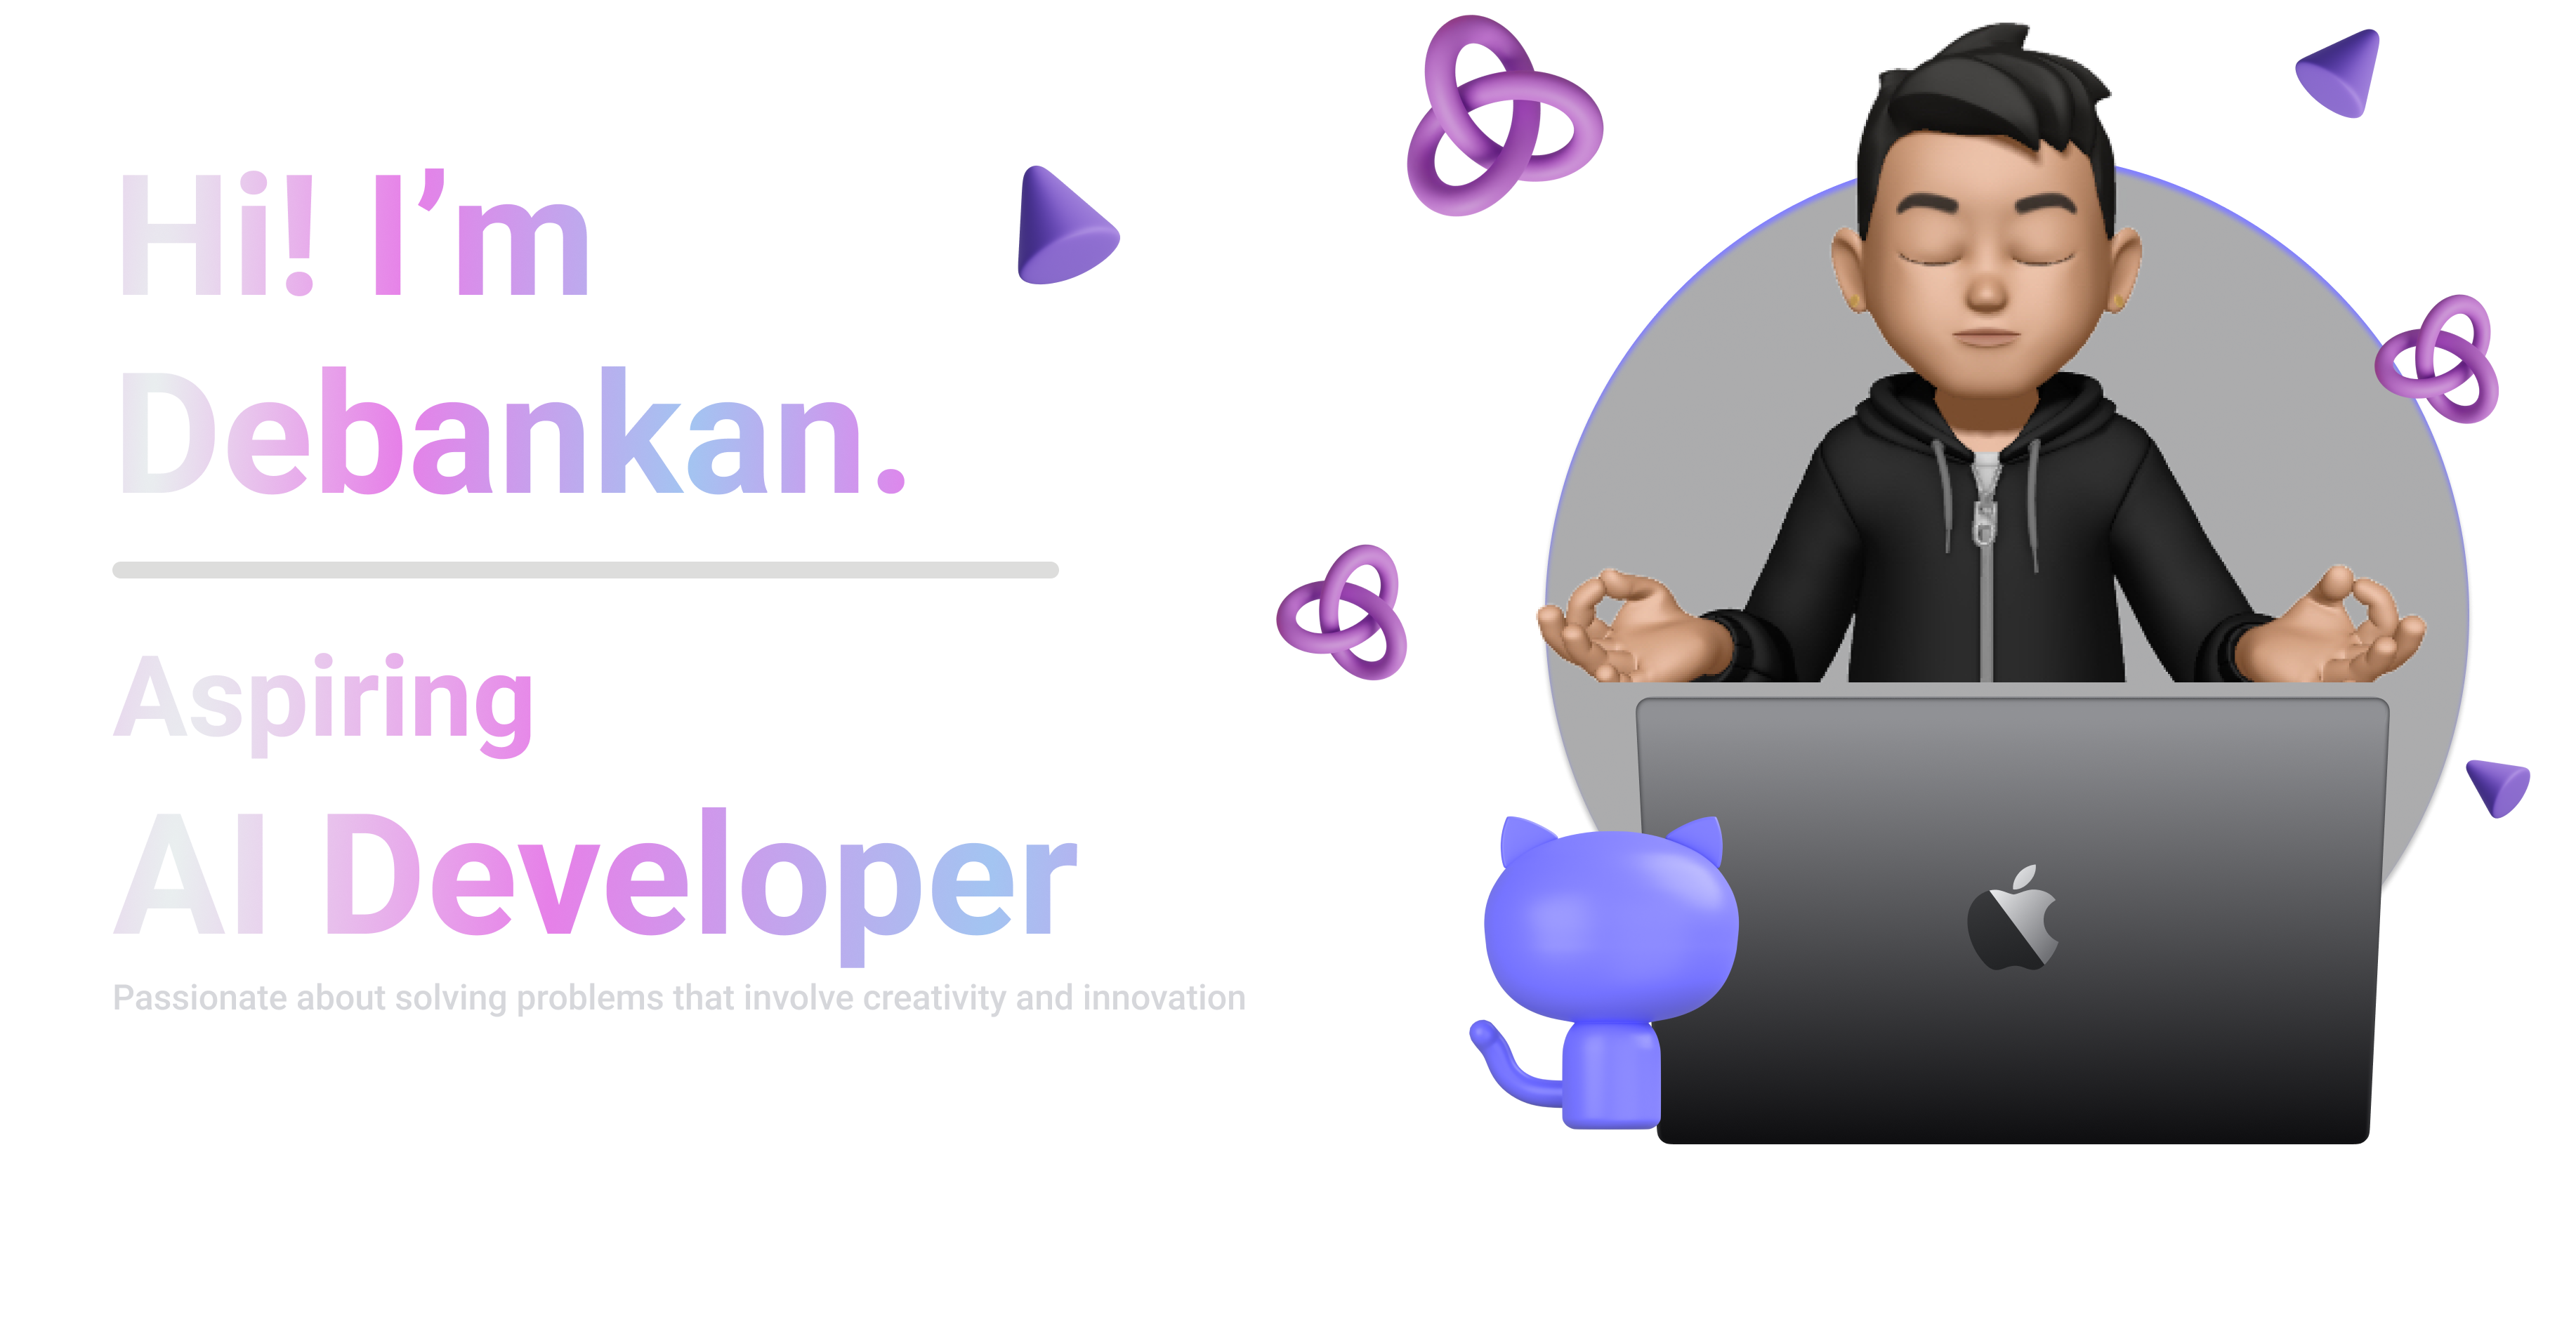 Hi! I’m
Debankan.
Aspiring
AI Developer
Passionate about solving problems that involve creativity and innovation